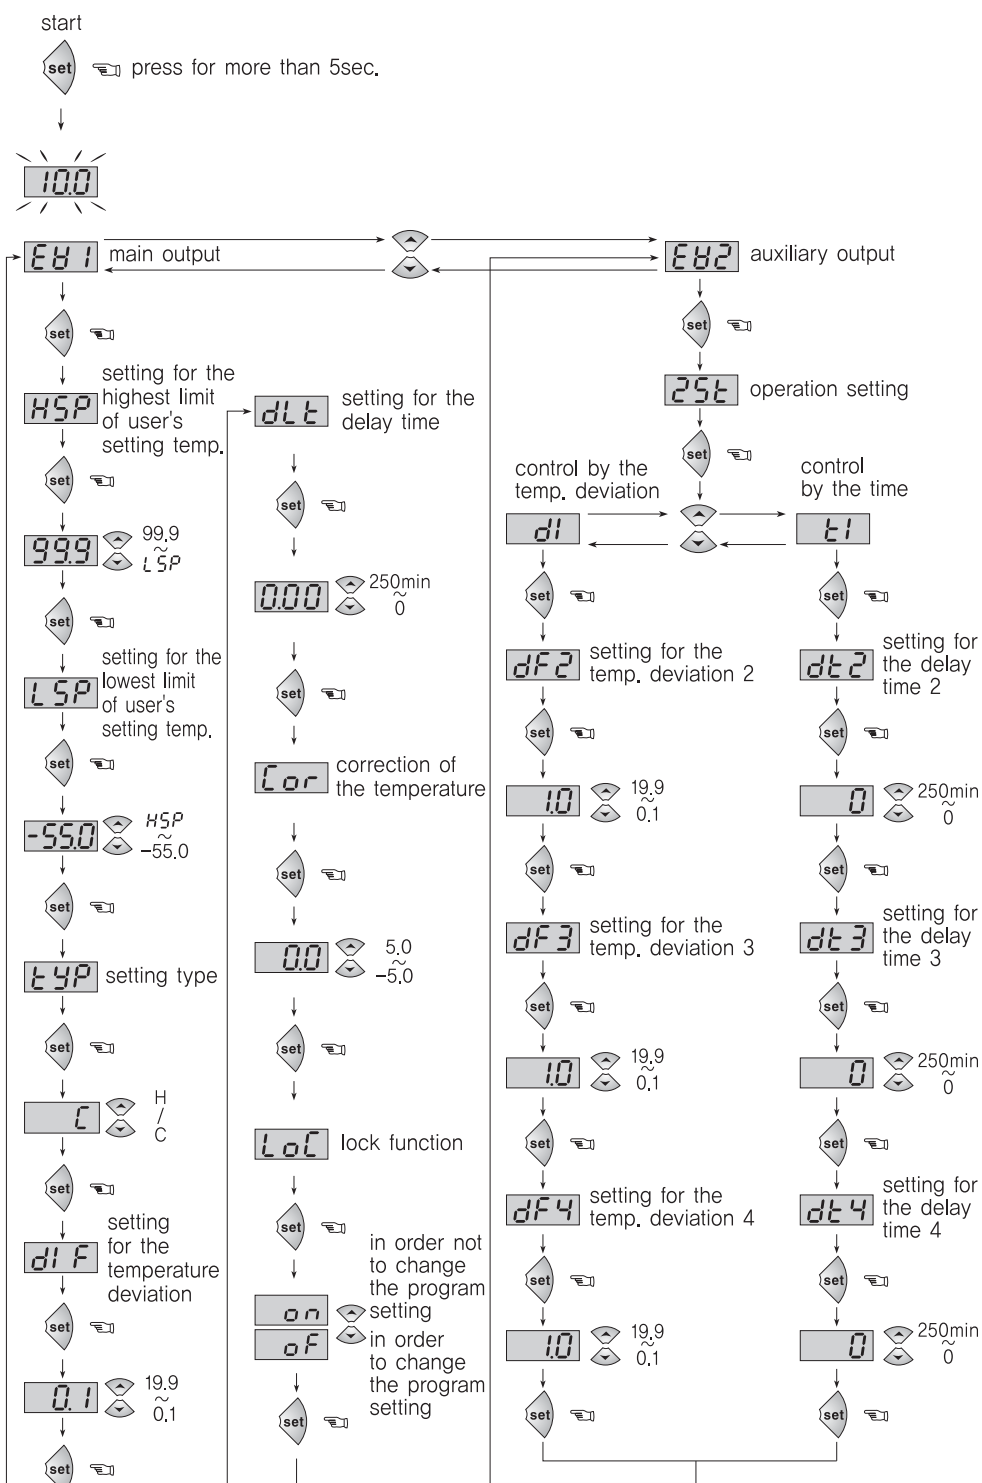 start
set press for more than 5sec.
10.0
EH1 main output
set
HSP
setting for the
highest limit
of user's
setting temp.
set
99.9
99.9
~
LSP
set
LSP
setting for the
lowest limit
of user's
setting temp.
set
-55.0
HSP
~
-55.0
set
tYP setting type
set
C
H
/
C
set
dIF
setting
for the
temperature
deviation
set
0.1
19.9
~
0.1
set
dLt
setting for the
delay time
set
0.00
250min
~
0
set
Cor
correction of
the temperature
set
0.0
5.0
~
-5.0
set
LoC lock function
set
on
in order not
to change
the program
setting
oF
in order
to change
the program
setting
set
EH2 auxiliary output
set
2St operation setting
set
control by the
temp. deviation
dI
set
dF2
setting for the
temp. deviation 2
set
1.0
19.9
~
0.1
set
dF3
setting for the
temp. deviation 3
set
1.0
19.9
~
0.1
set
dF4
setting for the
temp. deviation 4
set
1.0
19.9
~
0.1
set
control
by the time
tI
set
dt2
setting for
the delay
time 2
set
0
250min
~
0
set
dt3
setting for
the delay
time 3
set
0
250min
~
0
set
dt4
setting for
the delay
time 4
set
0
250min
~
0
set